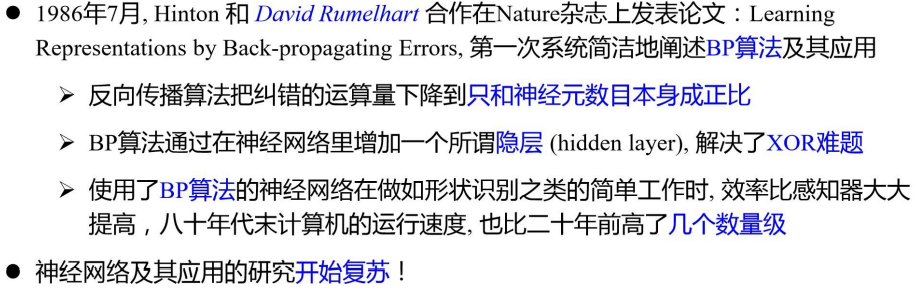 ● 1986年7月, Hinton 和 David Rumelhart 合作在Nature杂志上发表论文：Learning
Representations by Back-propagating Errors, 第一次系统简洁地阐述BP算法及其应用
➢ 反向传播算法把纠错的运算量下降到只和神经元数目本身成正比
➢ BP算法通过在神经网络里增加一个所谓隐层 (hidden layer), 解决了XOR难题
➢ 使用了BP算法的神经网络在做如形状识别之类的简单工作时, 效率比感知器大大
提高，八十年代末计算机的运行速度, 也比二十年前高了几个数量级
● 神经网络及其应用的研究开始复苏！